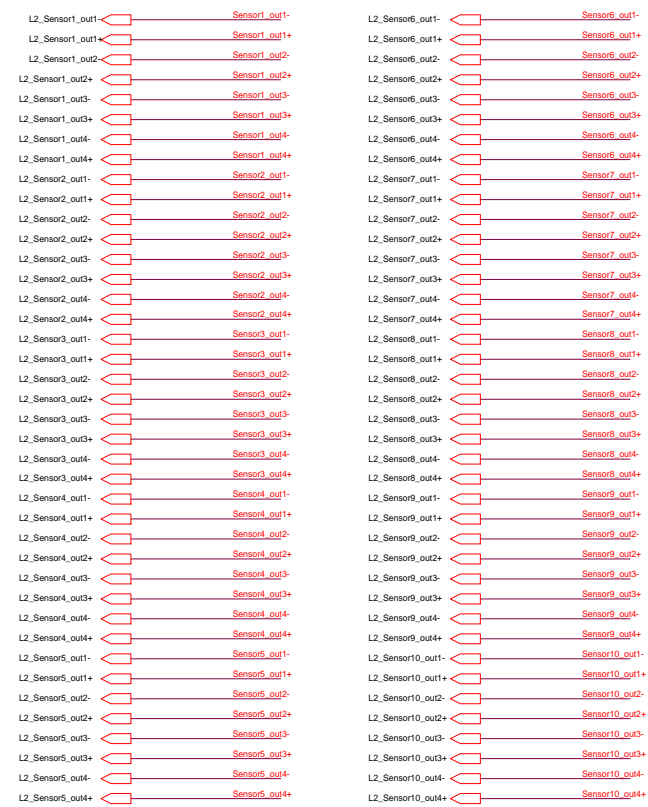 L2_Sensor1_out1- Sensor1_out1-
L2_Sensor1_out1+ Sensor1_out1+
L2_Sensor1_out2- Sensor1_out2-
L2_Sensor1_out2+ Sensor1_out2+
L2_Sensor1_out3- Sensor1_out3-
L2_Sensor1_out3+ Sensor1_out3+
L2_Sensor1_out4- Sensor1_out4-
L2_Sensor1_out4+ Sensor1_out4+
L2_Sensor2_out1- Sensor2_out1-
L2_Sensor2_out1+ Sensor2_out1+
L2_Sensor2_out2- Sensor2_out2-
L2_Sensor2_out2+ Sensor2_out2+
L2_Sensor2_out3- Sensor2_out3-
L2_Sensor2_out3+ Sensor2_out3+
L2_Sensor2_out4- Sensor2_out4-
L2_Sensor2_out4+ Sensor2_out4+
L2_Sensor3_out1- Sensor3_out1-
L2_Sensor3_out1+ Sensor3_out1+
L2_Sensor3_out2- Sensor3_out2-
L2_Sensor3_out2+ Sensor3_out2+
L2_Sensor3_out3- Sensor3_out3-
L2_Sensor3_out3+ Sensor3_out3+
L2_Sensor3_out4- Sensor3_out4-
L2_Sensor3_out4+ Sensor3_out4+
L2_Sensor4_out1- Sensor4_out1-
L2_Sensor4_out1+ Sensor4_out1+
L2_Sensor4_out2- Sensor4_out2-
L2_Sensor4_out2+ Sensor4_out2+
L2_Sensor4_out3- Sensor4_out3-
L2_Sensor4_out3+ Sensor4_out3+
L2_Sensor4_out4- Sensor4_out4-
L2_Sensor4_out4+ Sensor4_out4+
L2_Sensor5_out1- Sensor5_out1-
L2_Sensor5_out1+ Sensor5_out1+
L2_Sensor5_out2- Sensor5_out2-
L2_Sensor5_out2+ Sensor5_out2+
L2_Sensor5_out3- Sensor5_out3-
L2_Sensor5_out3+ Sensor5_out3+
L2_Sensor5_out4- Sensor5_out4-
L2_Sensor5_out4+ Sensor5_out4+
L2_Sensor6_out1- Sensor6_out1-
L2_Sensor6_out1+ Sensor6_out1+
L2_Sensor6_out2- Sensor6_out2-
L2_Sensor6_out2+ Sensor6_out2+
L2_Sensor6_out3- Sensor6_out3-
L2_Sensor6_out3+ Sensor6_out3+
L2_Sensor6_out4- Sensor6_out4-
L2_Sensor6_out4+ Sensor6_out4+
L2_Sensor7_out1- Sensor7_out1-
L2_Sensor7_out1+ Sensor7_out1+
L2_Sensor7_out2- Sensor7_out2-
L2_Sensor7_out2+ Sensor7_out2+
L2_Sensor7_out3- Sensor7_out3-
L2_Sensor7_out3+ Sensor7_out3+
L2_Sensor7_out4- Sensor7_out4-
L2_Sensor7_out4+ Sensor7_out4+
L2_Sensor8_out1- Sensor8_out1-
L2_Sensor8_out1+ Sensor8_out1+
L2_Sensor8_out2- Sensor8_out2-
L2_Sensor8_out2+ Sensor8_out2+
L2_Sensor8_out3- Sensor8_out3-
L2_Sensor8_out3+ Sensor8_out3+
L2_Sensor8_out4- Sensor8_out4-
L2_Sensor8_out4+ Sensor8_out4+
L2_Sensor9_out1- Sensor9_out1-
L2_Sensor9_out1+ Sensor9_out1+
L2_Sensor9_out2- Sensor9_out2-
L2_Sensor9_out2+ Sensor9_out2+
L2_Sensor9_out3- Sensor9_out3-
L2_Sensor9_out3+ Sensor9_out3+
L2_Sensor9_out4- Sensor9_out4-
L2_Sensor9_out4+ Sensor9_out4+
L2_Sensor10_out1- Sensor10_out1-
L2_Sensor10_out1+ Sensor10_out1+
L2_Sensor10_out2- Sensor10_out2-
L2_Sensor10_out2+ Sensor10_out2+
L2_Sensor10_out3- Sensor10_out3-
L2_Sensor10_out3+ Sensor10_out3+
L2_Sensor10_out4- Sensor10_out4-
L2_Sensor10_out4+ Sensor10_out4+